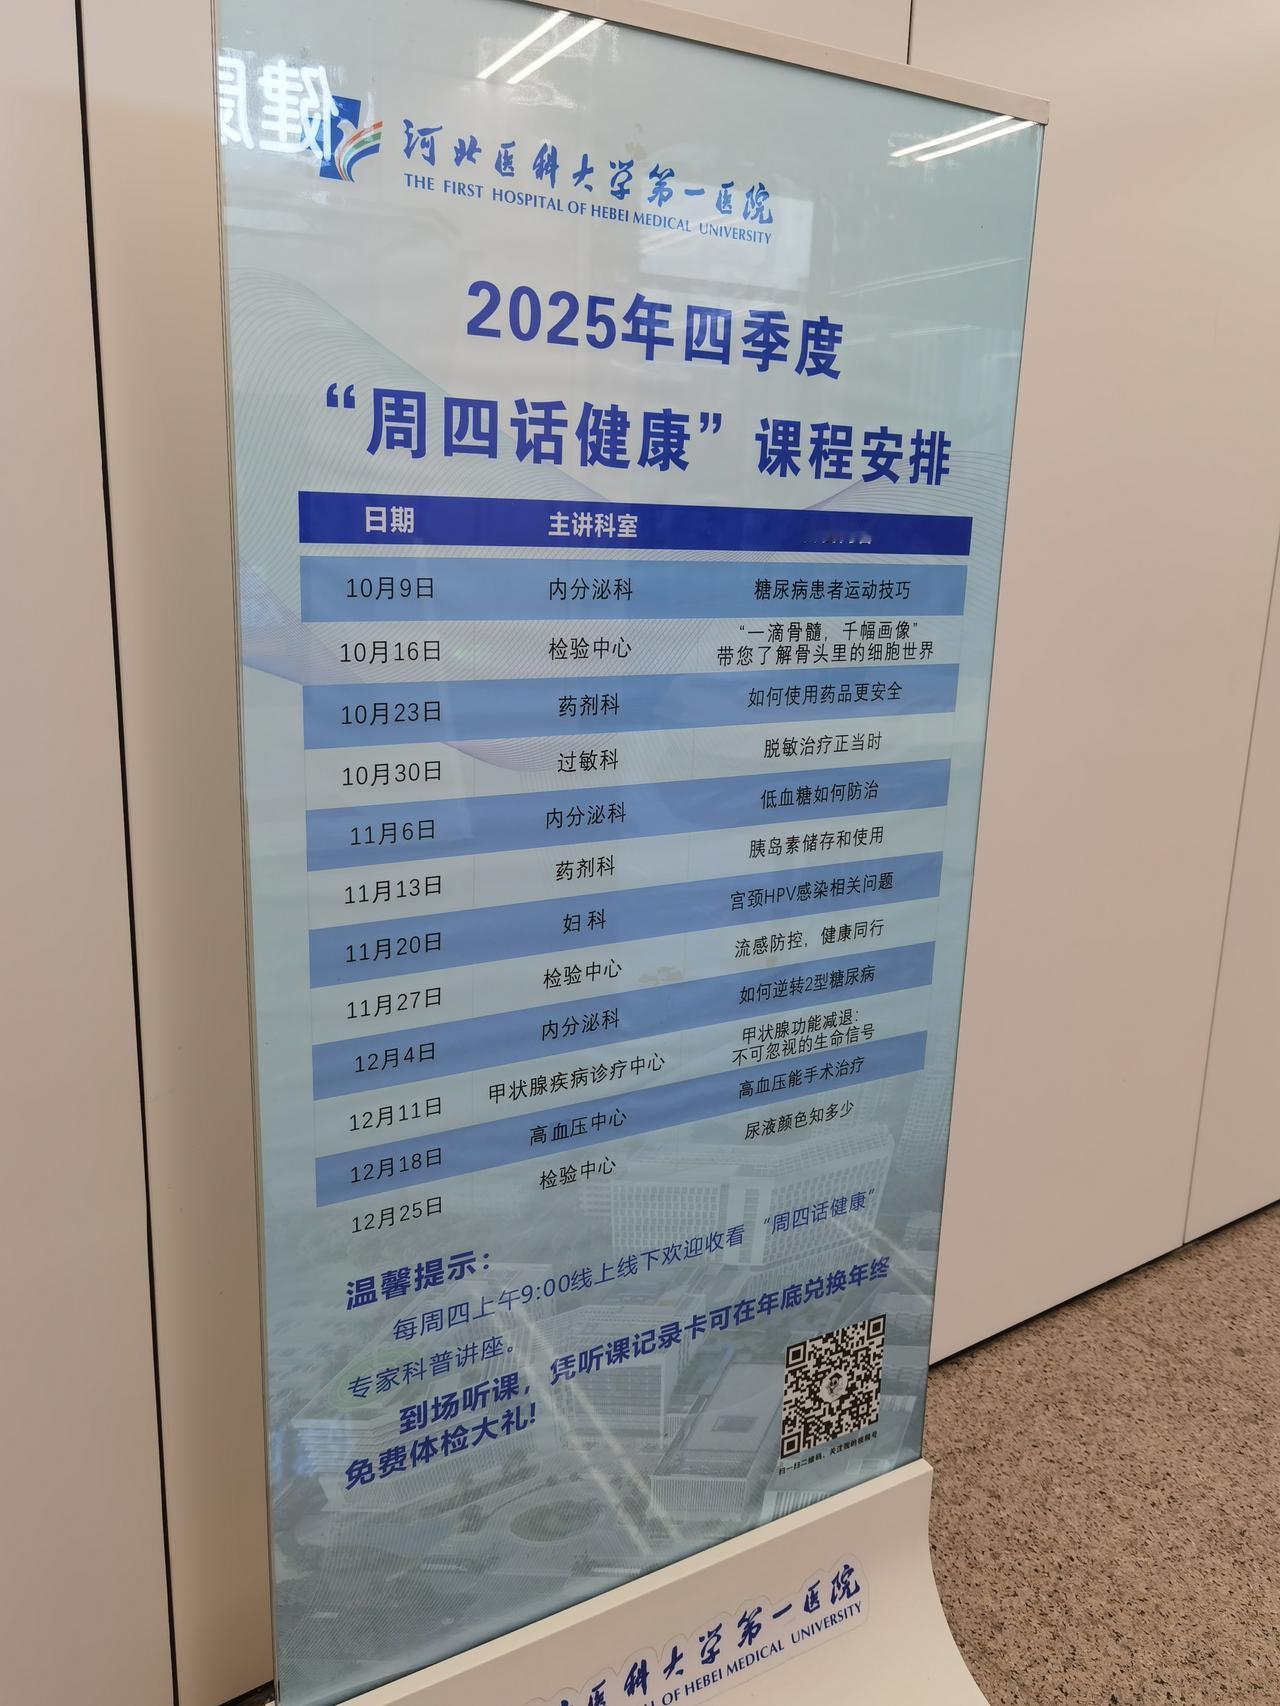 河北医科大学第一医院
THE FIRST HOSPITAL OF HEBEI MEDICAL UNIVERSITY
2025年四季度
“周四话健康”课程安排
日期 主讲科室
10月9日 内分泌科 糖尿病患者运动技巧
10月16日 检验中心 “一滴骨髓，千幅画像”
带您了解骨头里的细胞世界
10月23日 药剂科 如何使用药品更安全
10月30日 过敏科 脱敏治疗正当时
11月6日 内分泌科 低血糖如何防治
11月13日 药剂科 胰岛素储存和使用
11月20日 妇科 宫颈HPV感染相关问题
11月27日 检验中心 流感防控，健康同行
12月4日 内分泌科 如何逆转2型糖尿病
12月11日 甲状腺疾病诊疗中心 甲状腺功能减退：
不可忽视的生命信号
12月18日 高血压中心 高血压能手术治疗
12月25日 检验中心 尿液颜色知多少
温馨提示：
每周四上午9:00线上线下欢迎收看“周四话健康”
专家科普讲座。
到场听课，凭听课记录卡可在年底兑换年终
免费体检大礼！
扫一扫二维码，关注我的视频号
医科大学第一医院
OF HEBEI MEDICAL UNIVERSITY
健